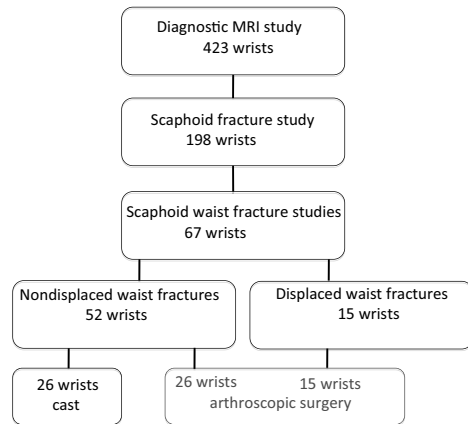 Diagnostic MRI study
423 wrists
Scaphoid fracture study
198 wrists
Scaphoid waist fracture studies
67 wrists
Nondisplaced waist fractures
52 wrists
Displaced waist fractures
15 wrists
26 wrists
cast
26 wrists 15 wrists
arthroscopic surgery